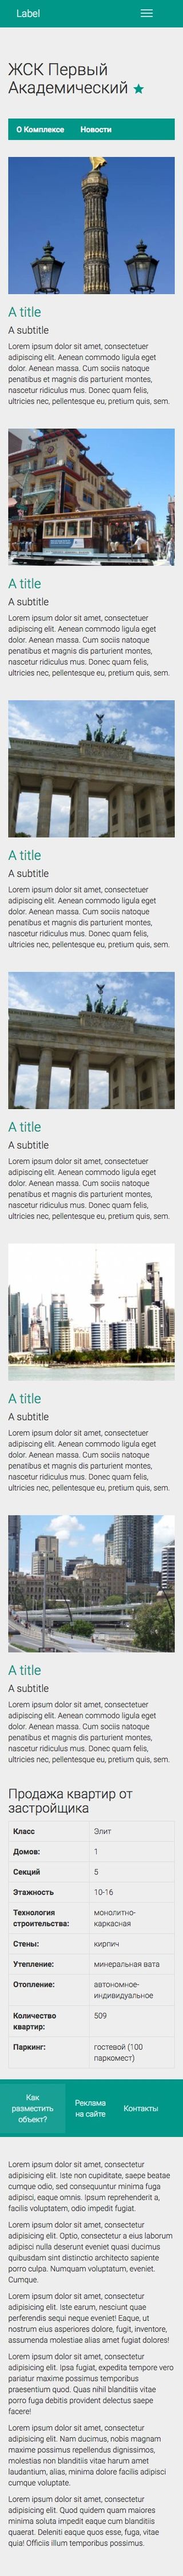 Label
ЖСК Первый
Академический
О Комплексе Новости
A title
A subtitle
Lorem ipsum dolor sit amet, consectetuer
adipiscing elit. Aenean commodo ligula eget
dolor. Aenean massa. Cum sociis natoque
penatibus et magnis dis parturient montes,
nascetur ridiculus mus. Donec quam felis,
ultricies nec, pellentesque eu, pretium quis, sem.
A title
A subtitle
Lorem ipsum dolor sit amet, consectetuer
adipiscing elit. Aenean commodo ligula eget
dolor. Aenean massa. Cum sociis natoque
penatibus et magnis dis parturient montes,
nascetur ridiculus mus. Donec quam felis,
ultricies nec, pellentesque eu, pretium quis, sem.
A title
A subtitle
Lorem ipsum dolor sit amet, consectetuer
adipiscing elit. Aenean commodo ligula eget
dolor. Aenean massa. Cum sociis natoque
penatibus et magnis dis parturient montes,
nascetur ridiculus mus. Donec quam felis,
ultricies nec, pellentesque eu, pretium quis, sem.
A title
A subtitle
Lorem ipsum dolor sit amet, consectetuer
adipiscing elit. Aenean commodo ligula eget
dolor. Aenean massa. Cum sociis natoque
penatibus et magnis dis parturient montes,
nascetur ridiculus mus. Donec quam felis,
ultricies nec, pellentesque eu, pretium quis, sem.
A title
A subtitle
Lorem ipsum dolor sit amet, consectetuer
adipiscing elit. Aenean commodo ligula eget
dolor. Aenean massa. Cum sociis natoque
penatibus et magnis dis parturient montes,
nascetur ridiculus mus. Donec quam felis,
ultricies nec, pellentesque eu, pretium quis, sem.
A title
A subtitle
Lorem ipsum dolor sit amet, consectetuer
adipiscing elit. Aenean commodo ligula eget
dolor. Aenean massa. Cum sociis natoque
penatibus et magnis dis parturient montes,
nascetur ridiculus mus. Donec quam felis,
ultricies nec, pellentesque eu, pretium quis, sem.
Продажа квартир от
застройщика
Класс Элит
Домов: 1
Секций 5
Этажность 10-16
Технология строительства: монолитно-каркасная
Стены: кирпич
Утепление: минеральная вата
Отопление: автономное-индивидуальное
Количество квартир: 509
Паркинг: гостевой (100 паркомест)
Как
разместить
объект?
Реклама
на сайте
Контакты
Lorem ipsum dolor sit amet, consectetur
adipisicing elit. Iste non cupiditate, saepe beatae
cumque odio, sed consequuntur minima fuga
adipisci, eaque omnis. Ipsum reprehenderit a,
facilis voluptatem, odio impedit fugiat.
Lorem ipsum dolor sit amet, consectetur
adipisicing elit. Optio, consectetur a eius laborum
adipisci nulla deserunt eveniet quasi ducimus
quibusdam sint distinctio architecto sapiente
porro culpa. Numquam voluptatum, eveniet.
Cumque.
Lorem ipsum dolor sit amet, consectetur
adipisicing elit. Iste earum, nesciunt quae
perferendis sequi neque eveniet! Eaque, ut
nostrum eius asperiores dolore, fugit, inventore,
assumenda molestiae alias amet fugiat dolores!
Lorem ipsum dolor sit amet, consectetur
adipisicing elit. Ipsa fugiat, expedita tempore vero
pariatur maxime possimus temporibus
praesentium quod. Quas nihil blanditiis vitae
porro fuga debitis provident delectus saepe
facere!
Lorem ipsum dolor sit amet, consectetur
adipisicing elit. Nam ducimus, nobis magnam
maxime possimus repellendus dignissimos,
molestias non blanditiis vitae harum amet
laudantium, alias, minima dolore facilis adipisci
cumque voluptate.
Lorem ipsum dolor sit amet, consectetur
adipisicing elit. Quod quidem quam maiores
minima soluta impedit eaque cum blanditiis
quaerat. Deleniti eaque quos esse, fuga, vitae
quia! Officiis illum temporibus possimus.